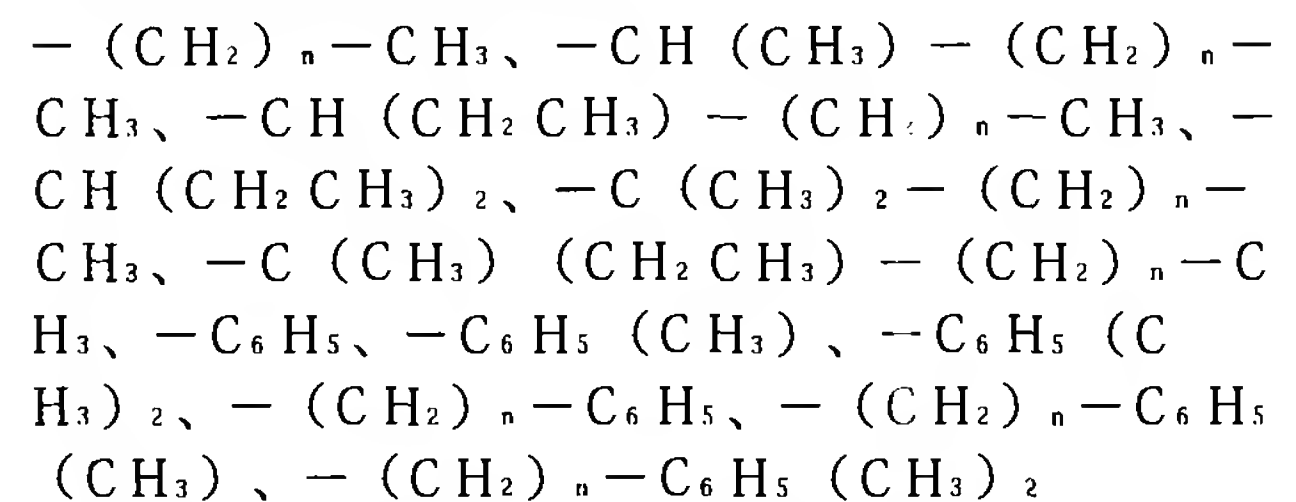 －（ＣＨ₂）ₙ－ＣＨ₃、－ＣＨ（ＣＨ₃）－（ＣＨ₂）ₙ－
ＣＨ₃、－ＣＨ（ＣＨ₂ＣＨ₃）－（ＣＨ）ₙ－ＣＨ₃、－
ＣＨ（ＣＨ₂ＣＨ₃）₂、－Ｃ（ＣＨ₃）₂－（ＣＨ₂）ₙ－
ＣＨ₃、－Ｃ（ＣＨ₃）（ＣＨ₂ＣＨ₃）－（ＣＨ₂）ₙ－Ｃ
Ｈ₃、－Ｃ₆Ｈ₅、－Ｃ₆Ｈ₅（ＣＨ₃）、－Ｃ₆Ｈ₅（Ｃ
Ｈ₃）₂、－（ＣＨ₂）ₙ－Ｃ₆Ｈ₅、－（ＣＨ₂）ₙ－Ｃ₆Ｈ₅
（ＣＨ₃）、－（ＣＨ₂）ₙ－Ｃ₆Ｈ₅（ＣＨ₃）₂